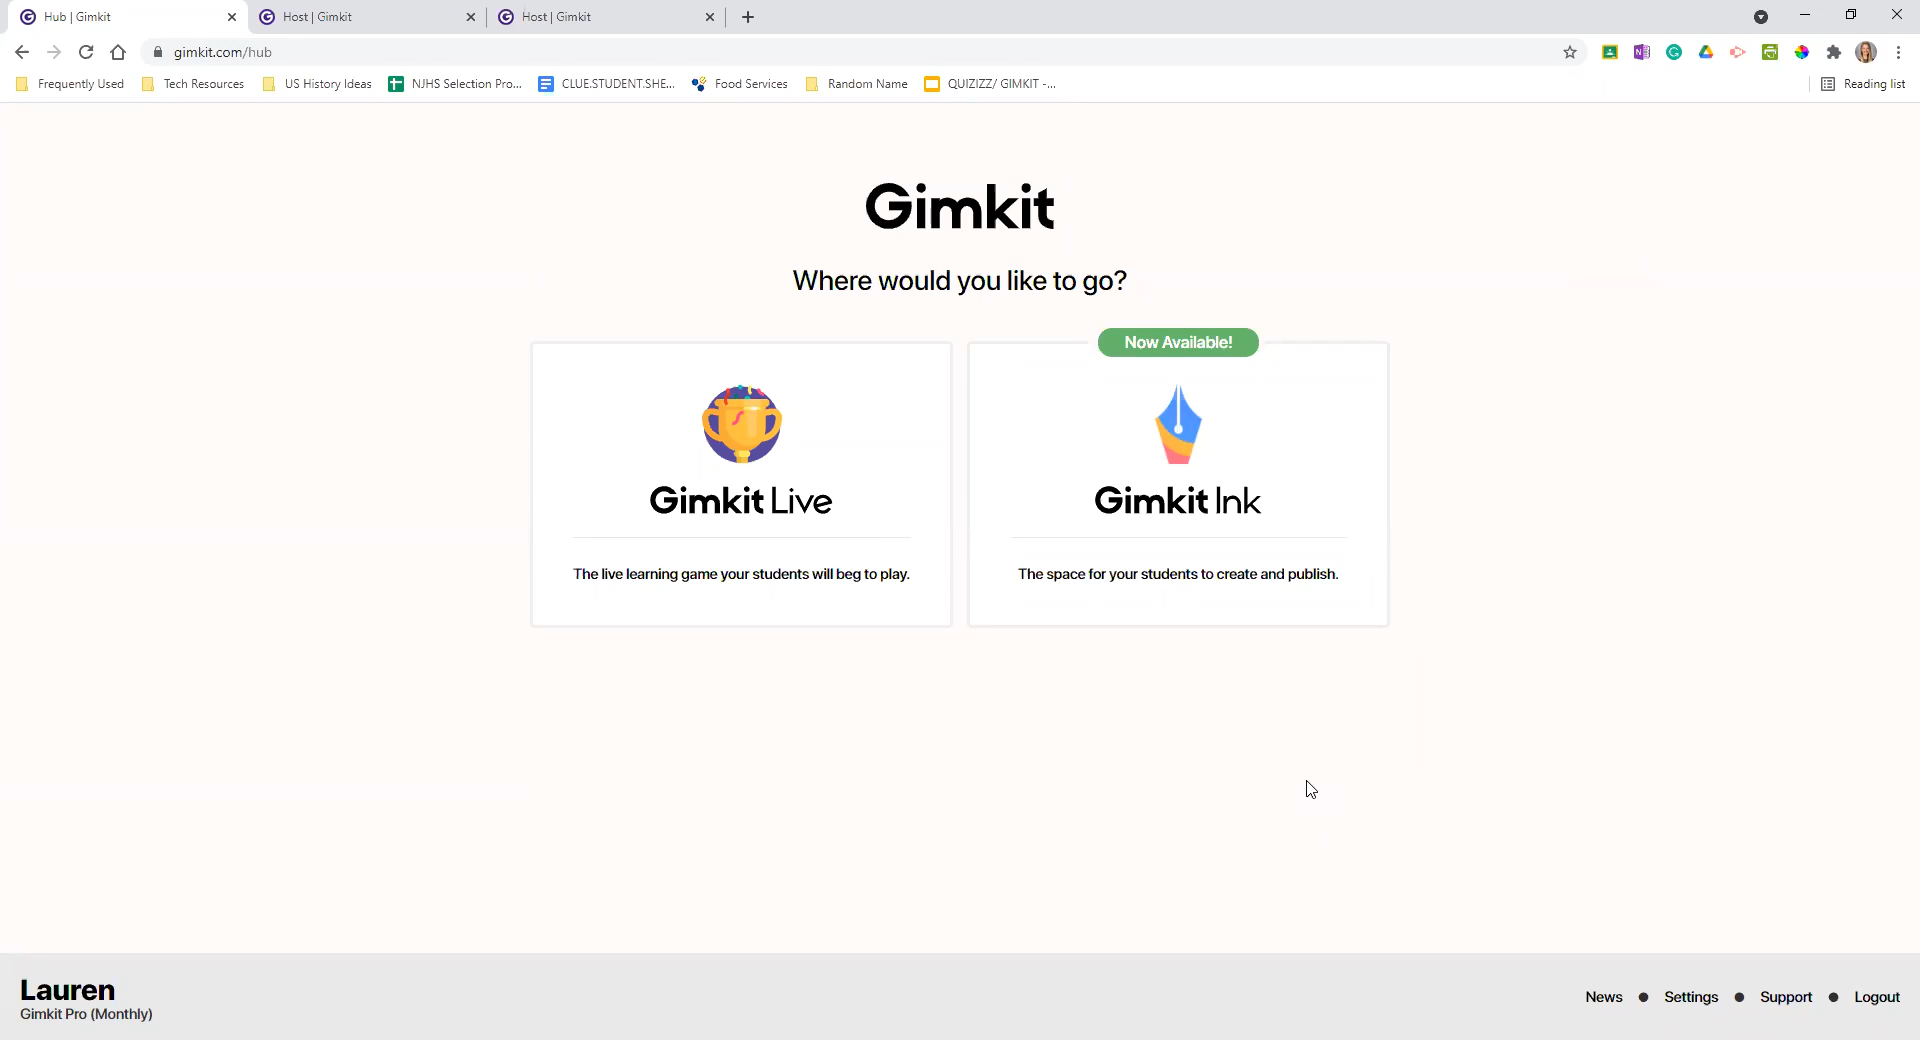 Hub | Gimkit
Host | Gimkit
Host | Gimkit
gimkit.com/hub
Frequently Used
Tech Resources
US History Ideas
NJHS Selection Pro...
CLUE.STUDENT.SHE...
Food Services
Random Name
QUIZIZZ/ GIMKIT -...
Reading list
Gimkit
Where would you like to go?
Now Available!
Gimkit Live
The live learning game your students will beg to play.
Gimkit Ink
The space for your students to create and publish.
Lauren
Gimkit Pro (Monthly)
News ● Settings ● Support ● Logout